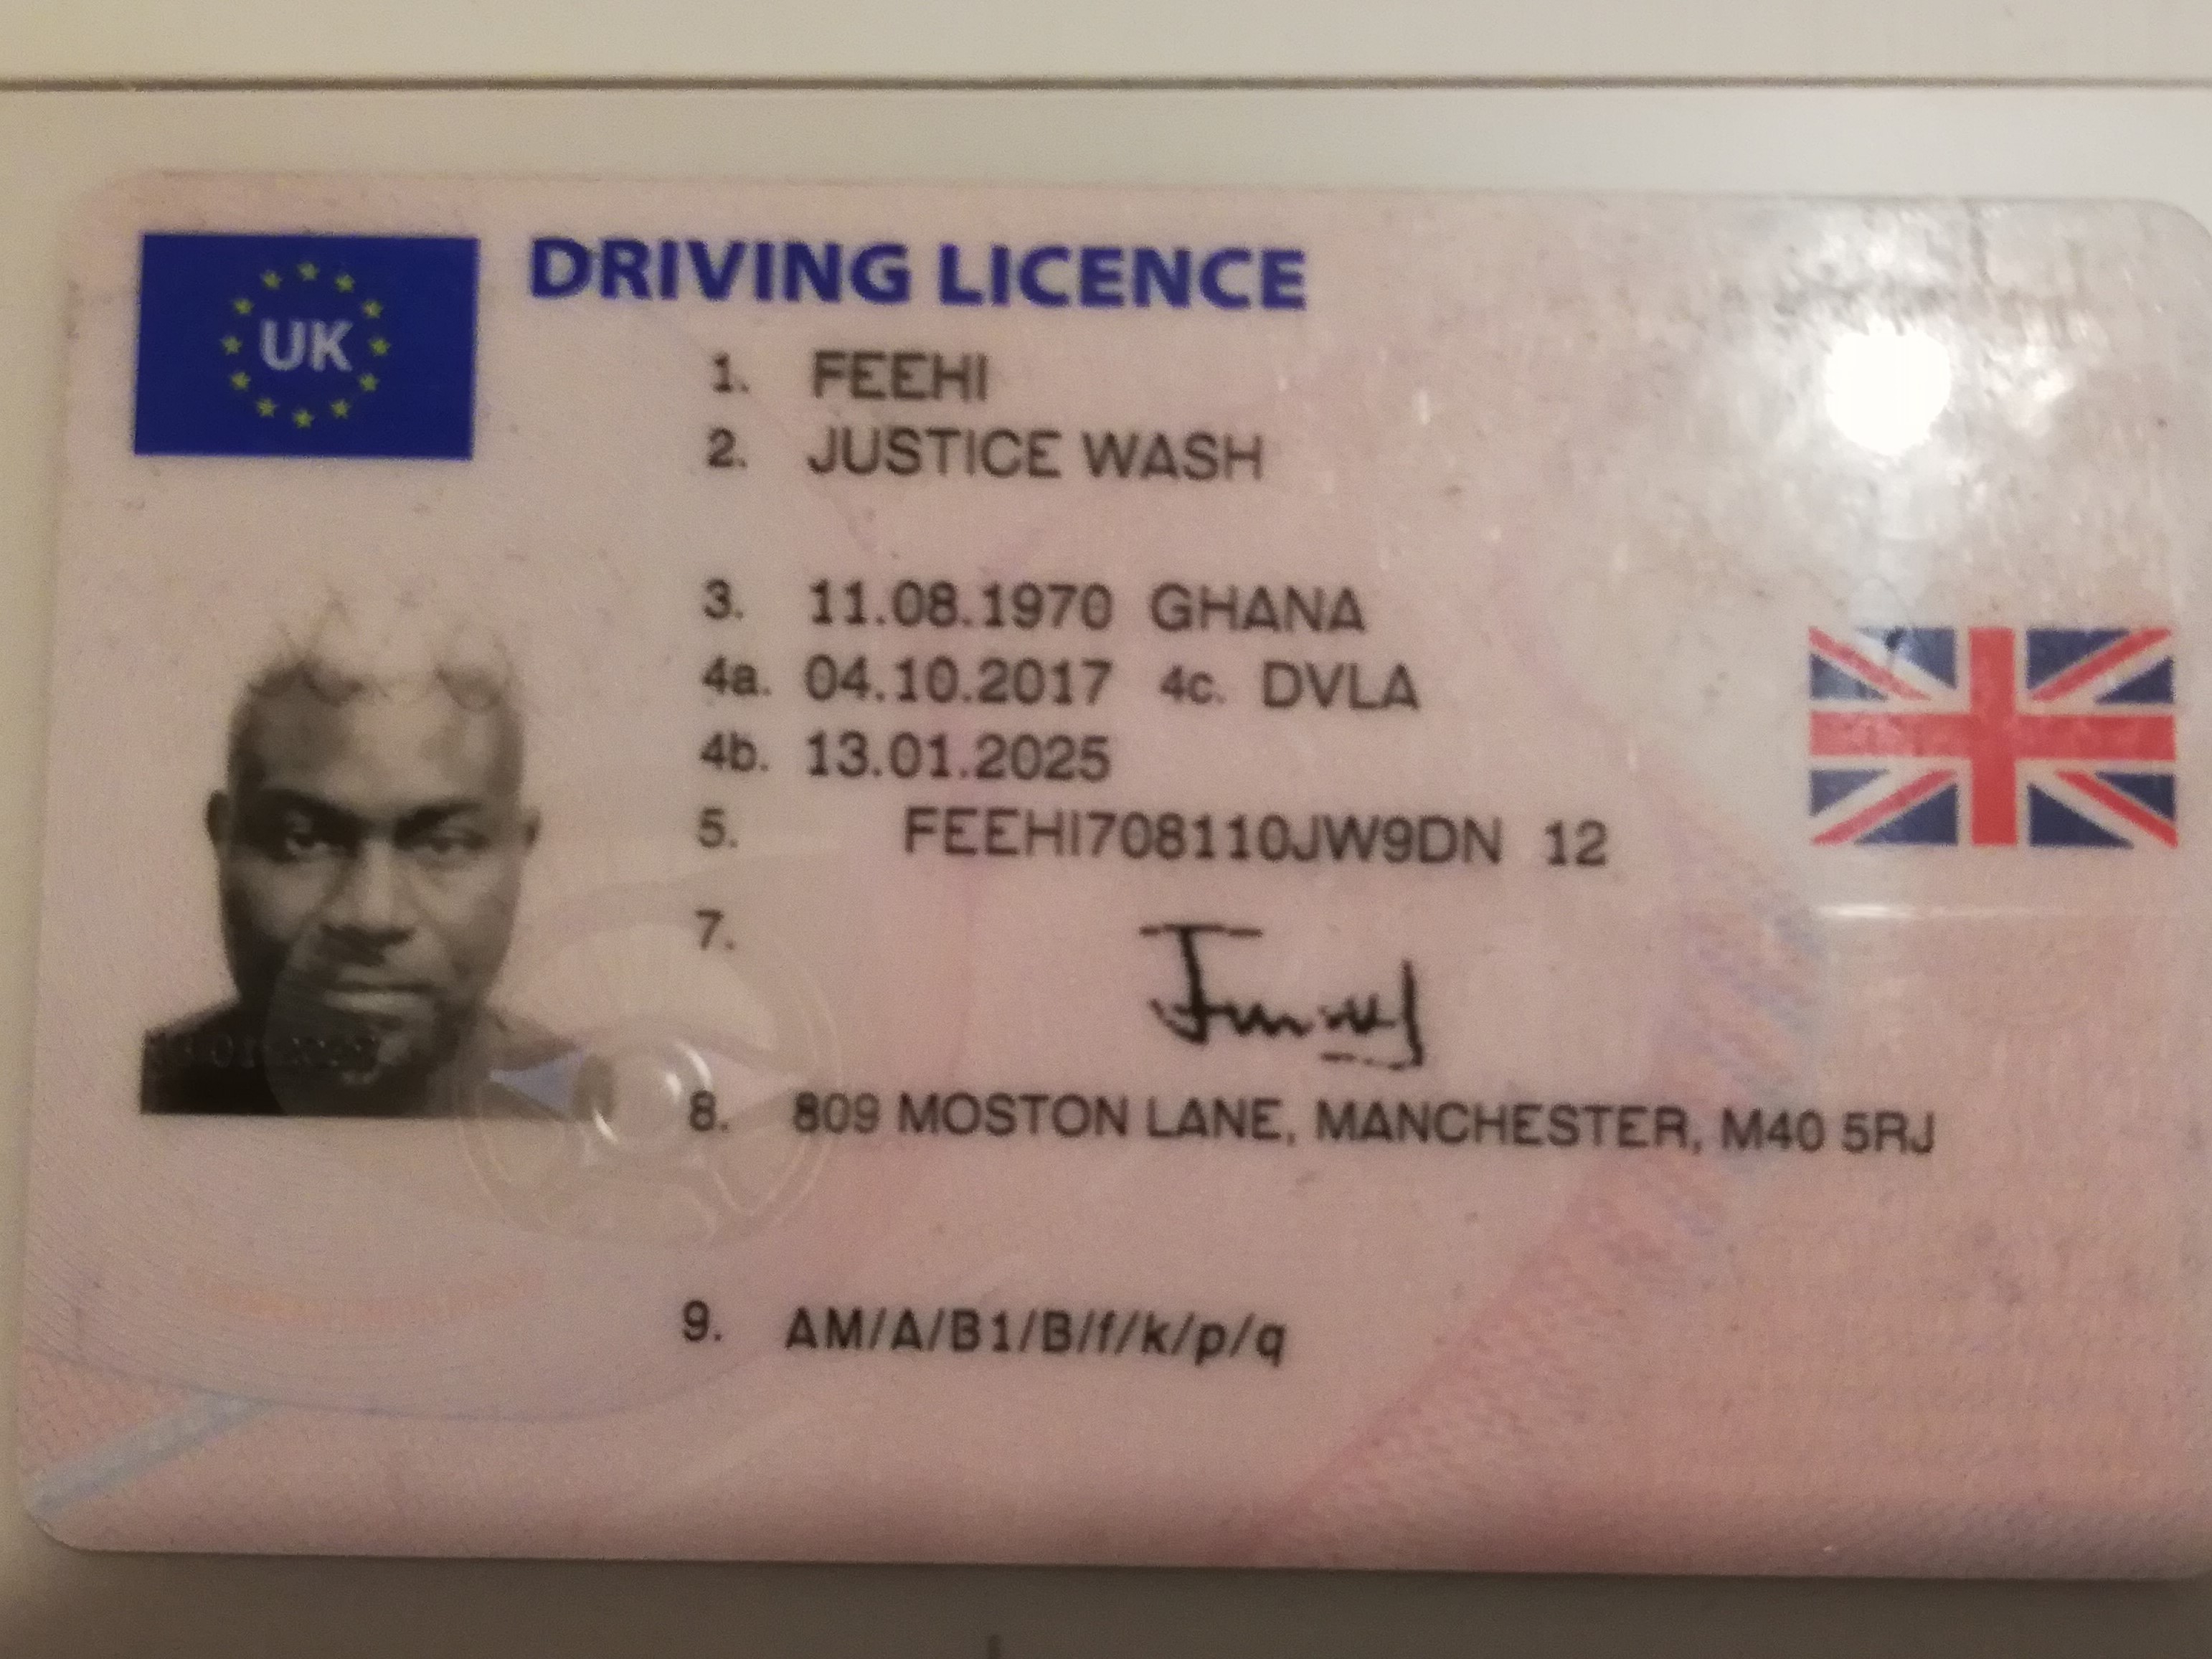 UK
DRIVING LICENCE
1. FEEHI
2. JUSTICE WASH
3. 11.08.1970 GHANA
4a. 04.10.2017 4c. DVLA
4b. 13.01.2025
5. FEEHI708110JW9DN 12
7.
8. 809 MOSTON LANE, MANCHESTER, M40 5RJ
9. AM/A/B1/B/f/k/p/q